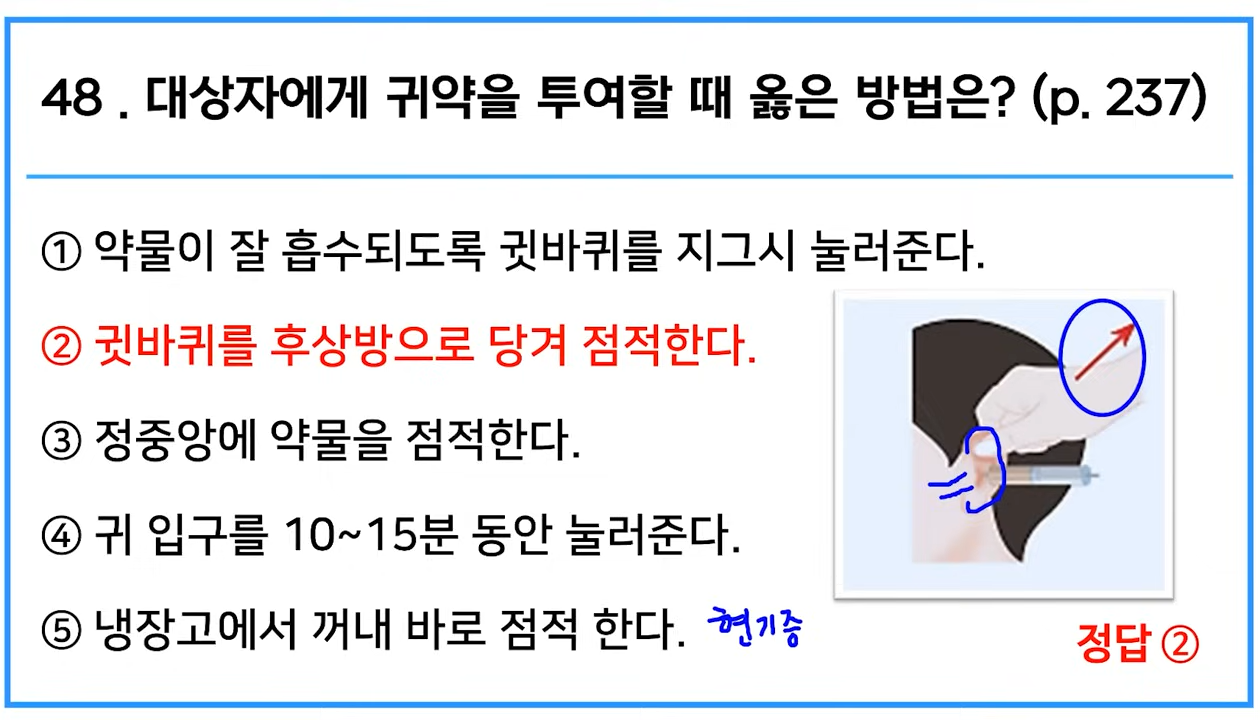 48 . 대상자에게 귀약을 투여할 때 옳은 방법은? (p. 237)
① 약물이 잘 흡수되도록 귓바퀴를 지그시 눌러준다.
② 귓바퀴를 후상방으로 당겨 점적한다.
③ 정중앙에 약물을 점적한다.
④ 귀 입구를 10~15분 동안 눌러준다.
⑤ 냉장고에서 꺼내 바로 점적 한다. 현기증
정답 ②